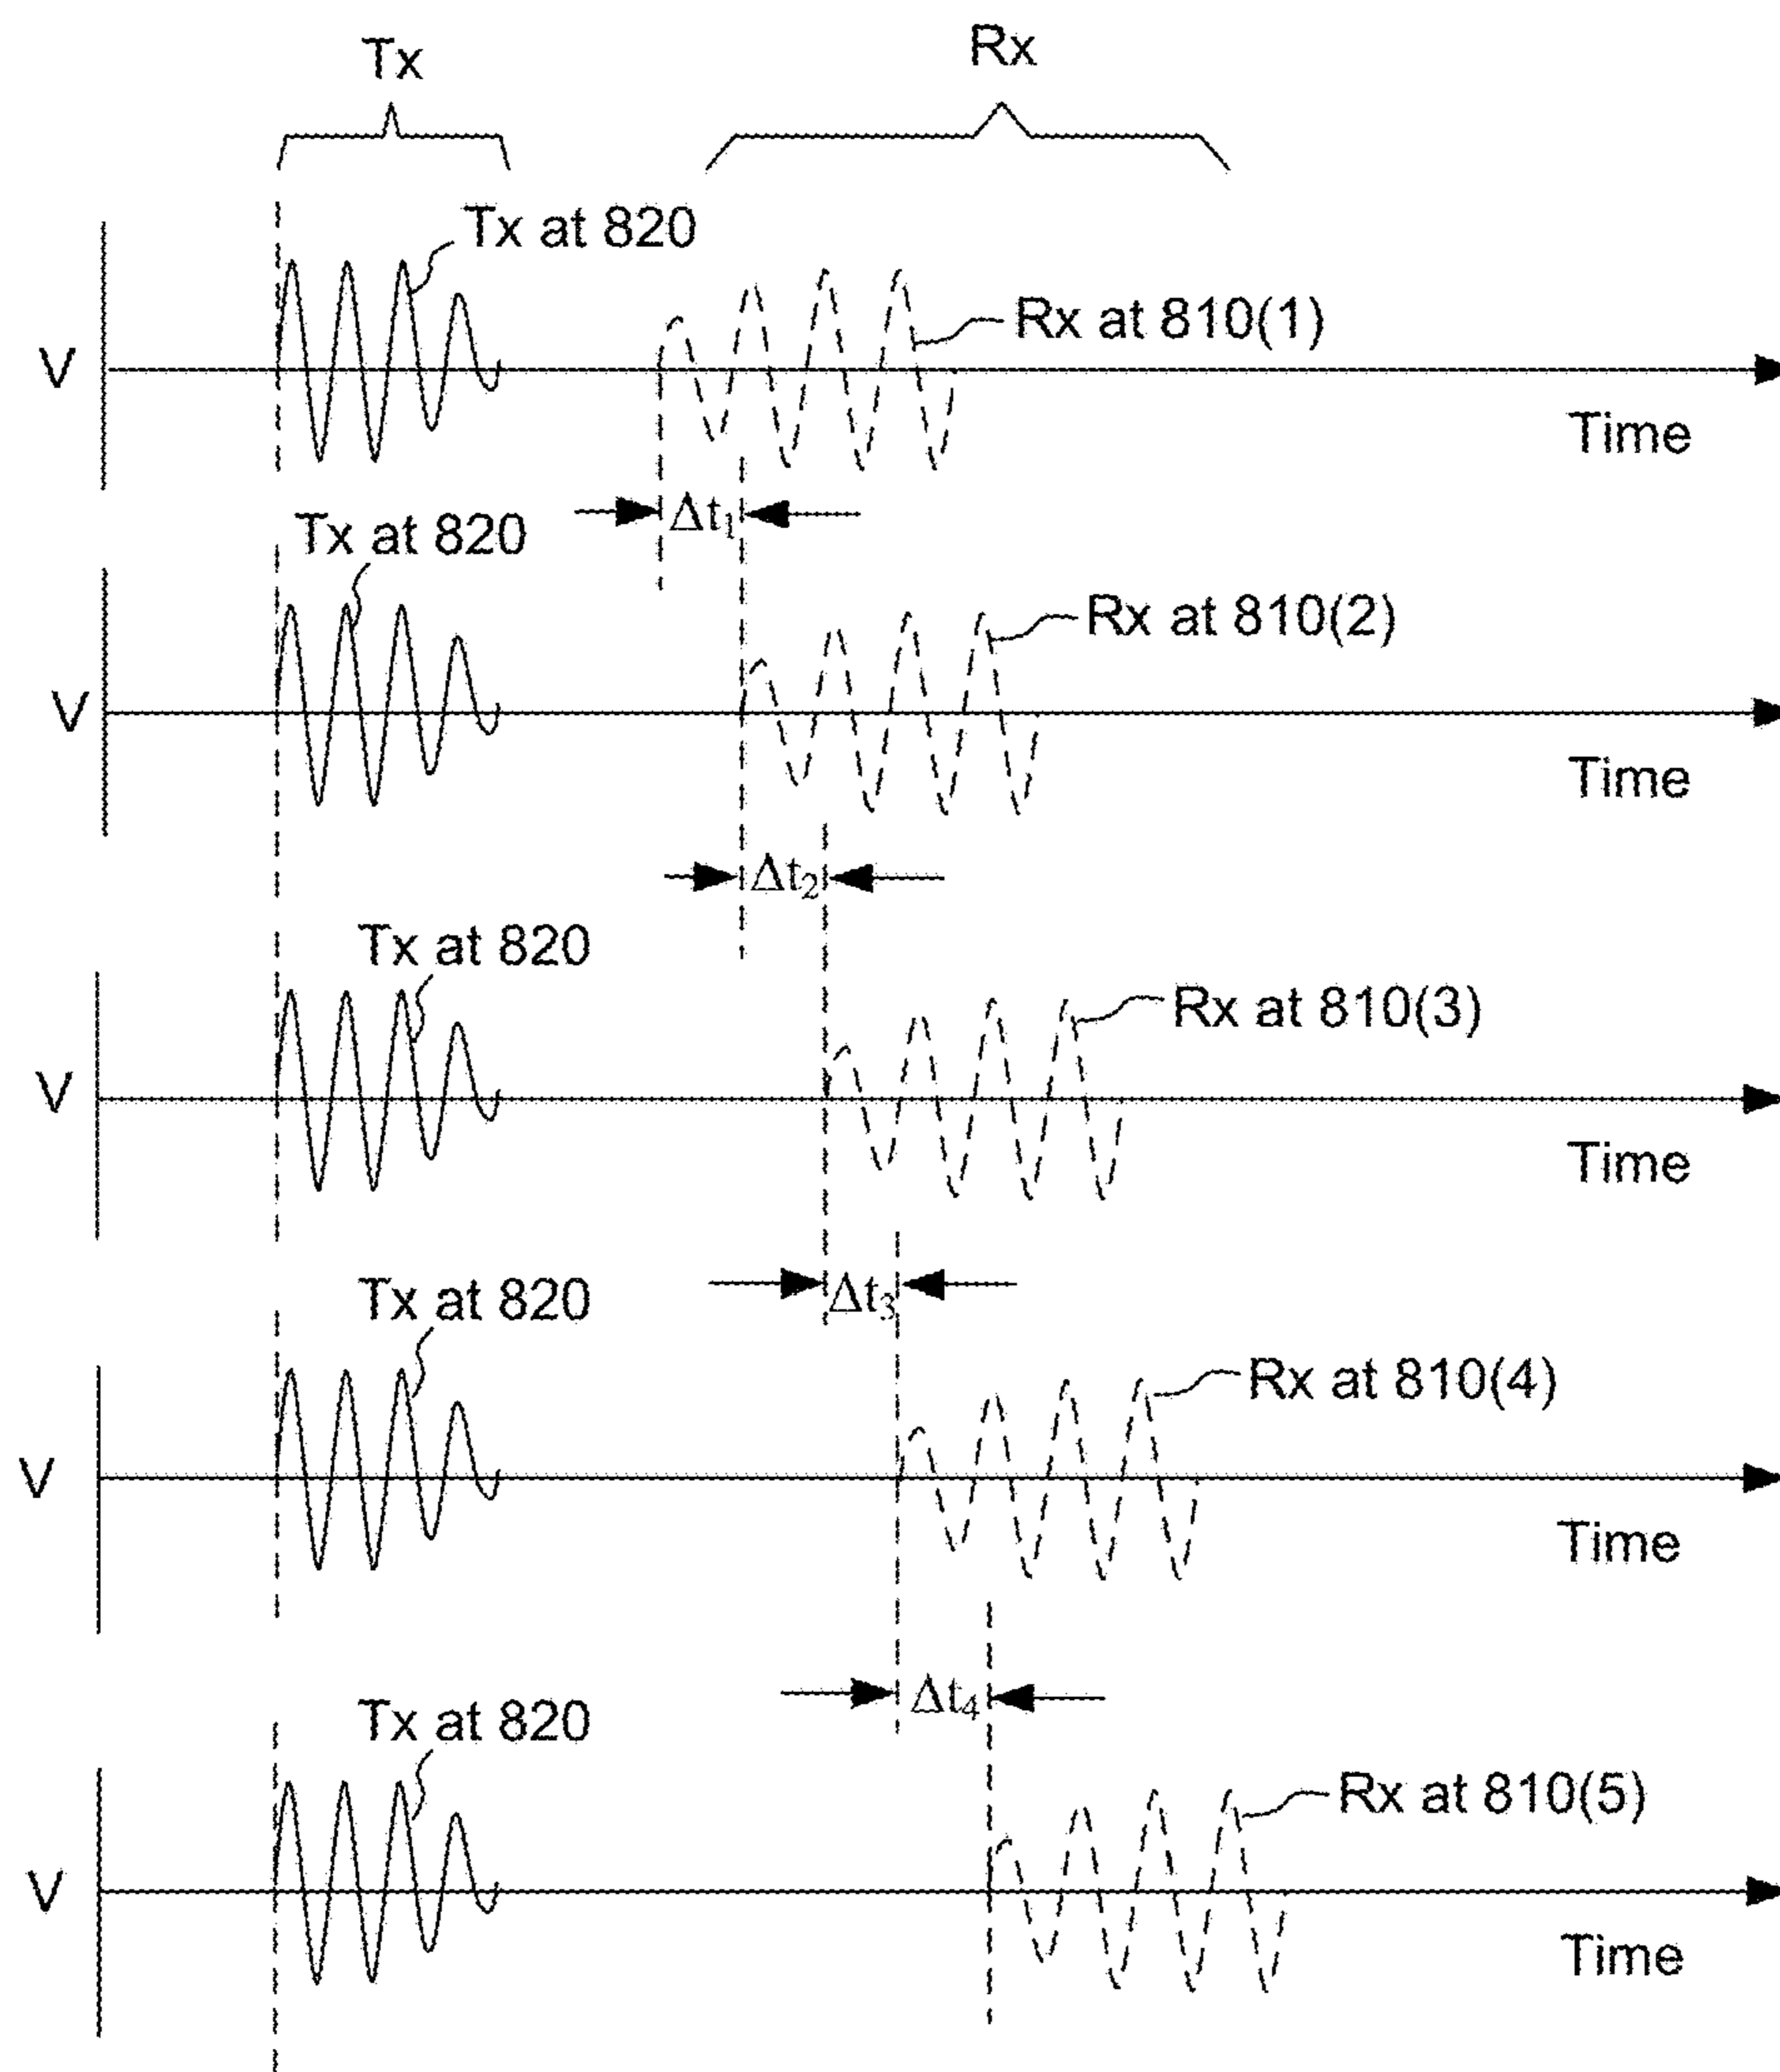 Tx
Rx
Tx at 820
Rx at 810(1)
V
Time
Δt1
Tx at 820
Rx at 810(2)
V
Time
Δt2
Tx at 820
Rx at 810(3)
V
Time
Δt3
Tx at 820
Rx at 810(4)
V
Time
Δt4
Tx at 820
Rx at 810(5)
V
Time